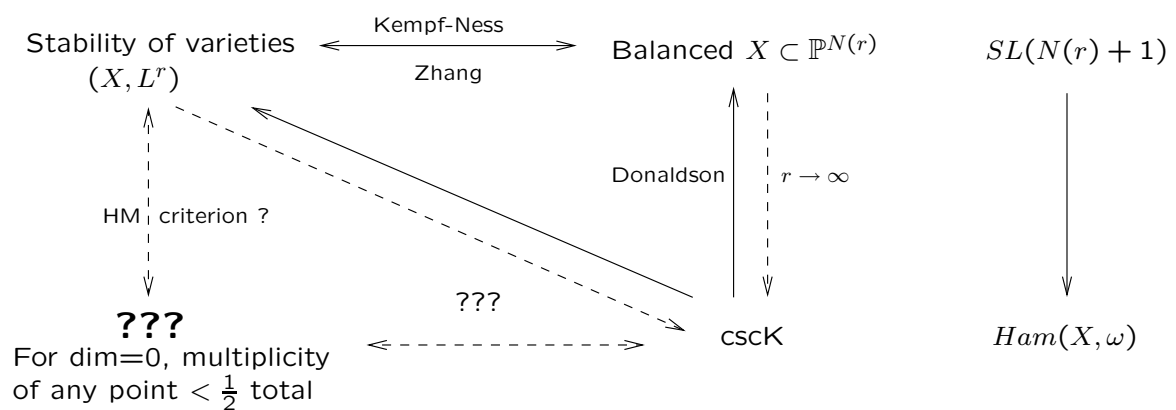 Kempf-Ness
Stability of varieties
Balanced X ⊂ ℙ^{N(r)}
SL(N(r) + 1)
(X, L^r)
Zhang
Donaldson
r → ∞
HM criterion ?
???
???
For dim=0, multiplicity
of any point < 1/2 total
cscK
Ham(X, ω)